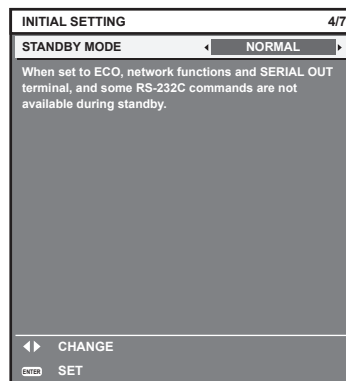 INITIAL SETTING 4/7
STANDBY MODE NORMAL
When set to ECO, network functions and SERIAL OUT
terminal, and some RS-232C commands are not
available during standby.
CHANGE
ENTER SET